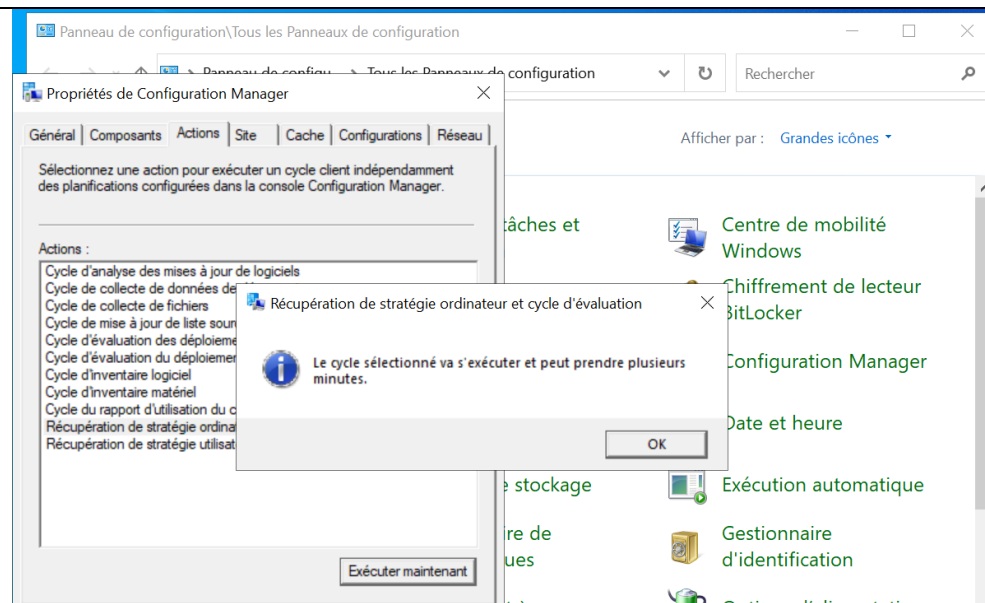 Panneau de configuration\Tous les Panneaux de configuration
Panneau de configu... > Tous les Panneaux de configuration
Rechercher
Propriétés de Configuration Manager
Général
Composants
Actions
Site
Cache
Configurations
Réseau
Afficher par :
Grandes icônes
Sélectionnez une action pour exécuter un cycle client indépendamment
des planifications configurées dans la console Configuration Manager.
Actions :
Cycle d'analyse des mises à jour de logiciels
Cycle de collecte de données de
Cycle de collecte de fichiers
Cycle de mise à jour de liste
Cycle d'évaluation des
Cycle d'évaluation du
Cycle d'inventaire logiciel
Cycle d'inventaire matériel
Cycle du rapport d'utilisation du
Récupération de stratégie
Récupération de stratégie
Récupération de stratégie ordinateur et cycle d'évaluation
Le cycle sélectionné va s'exécuter et peut prendre plusieurs
minutes.
OK
Exécuter maintenant
tâches et
Centre de mobilité
Windows
Chiffrement de lecteur
BitLocker
Configuration Manager
Date et heure
stockage
Exécution automatique
de
Gestionnaire
d'identification